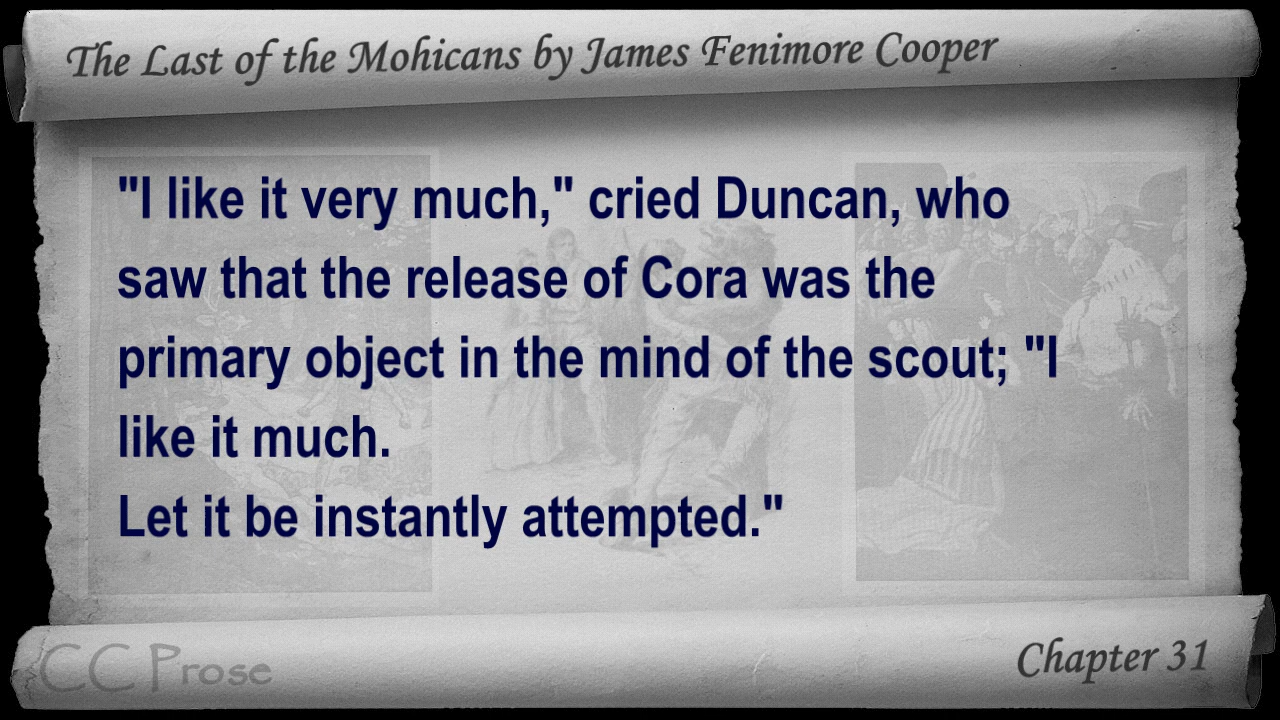 The Last of the Mohicans by James Fenimore Cooper
"I like it very much," cried Duncan, who
saw that the release of Cora was the
primary object in the mind of the scout; "I
like it much.
Let it be instantly attempted."
CC Prose
Chapter 31